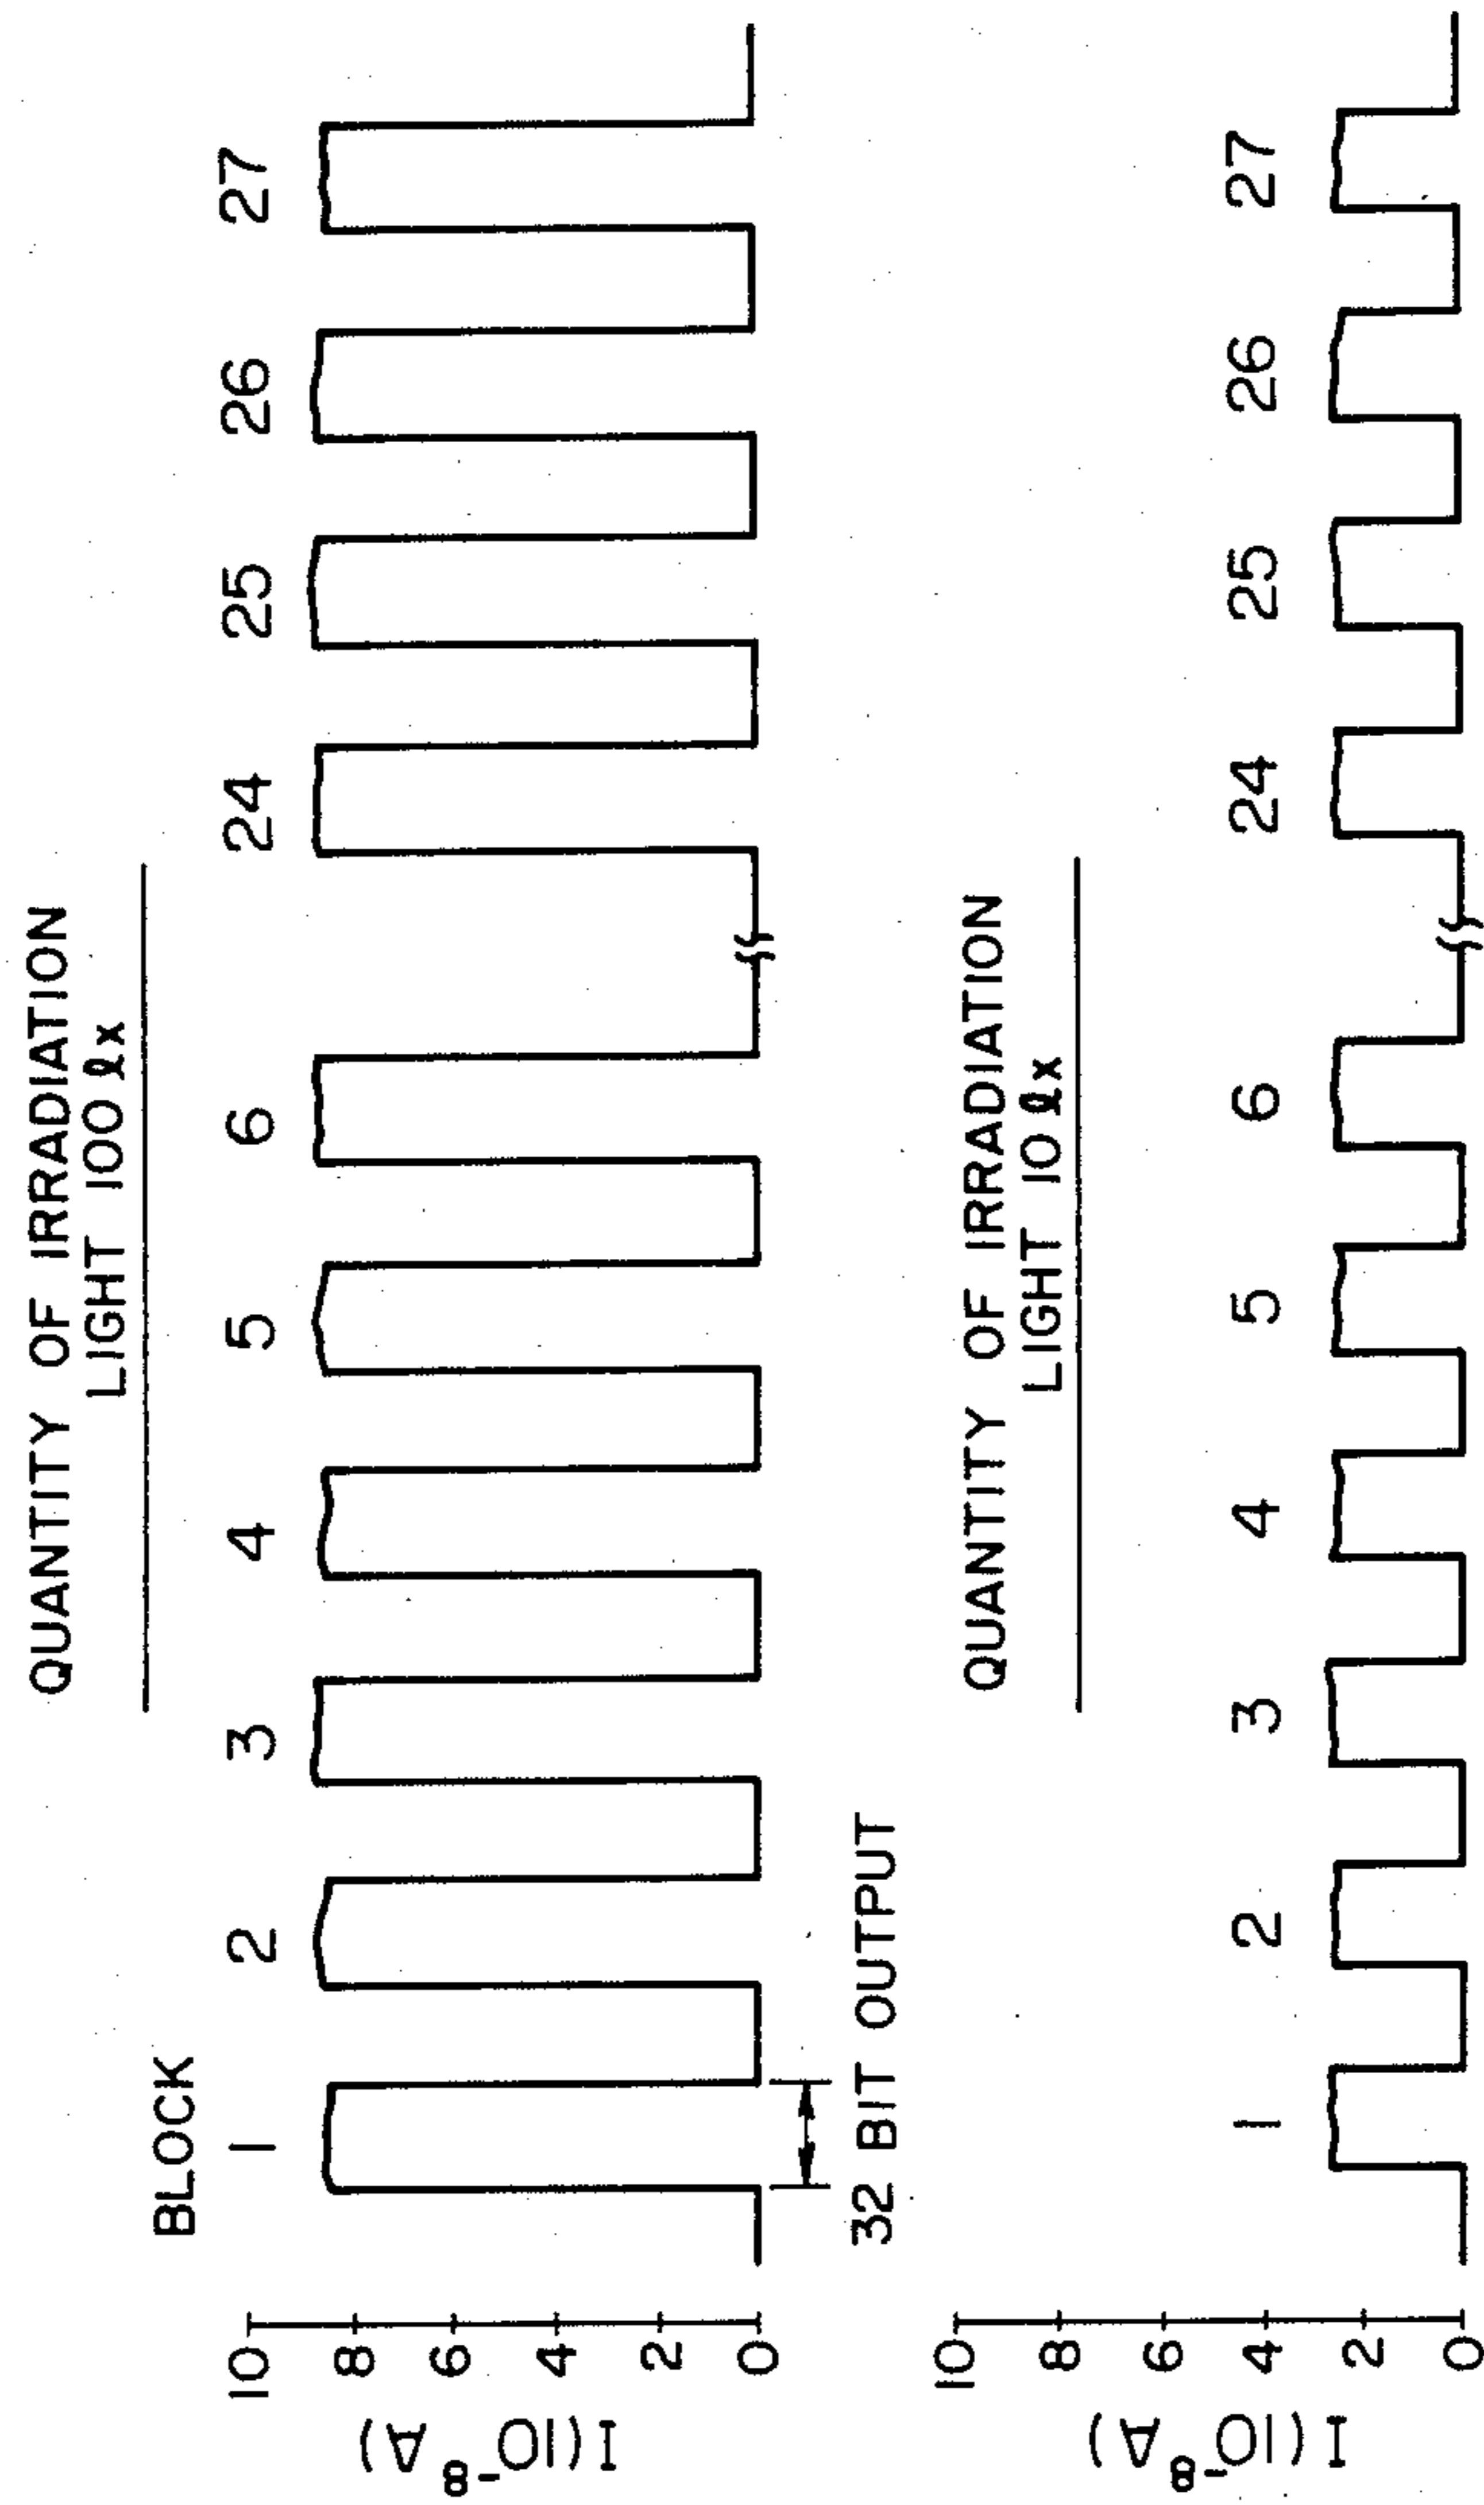 QUANTITY OF IRRADIATION
LIGHT 100 ℓx
BLOCK
1 2 3 4 5 6 24 25 26 27
10
8
6
4
2
0
I(10⁻⁸A)
32 BIT OUTPUT
QUANTITY OF IRRADIATION
LIGHT 10 ℓx
1 2 3 4 5 6 24 25 26 27
10
8
6
4
2
0
I(10⁻⁸A)